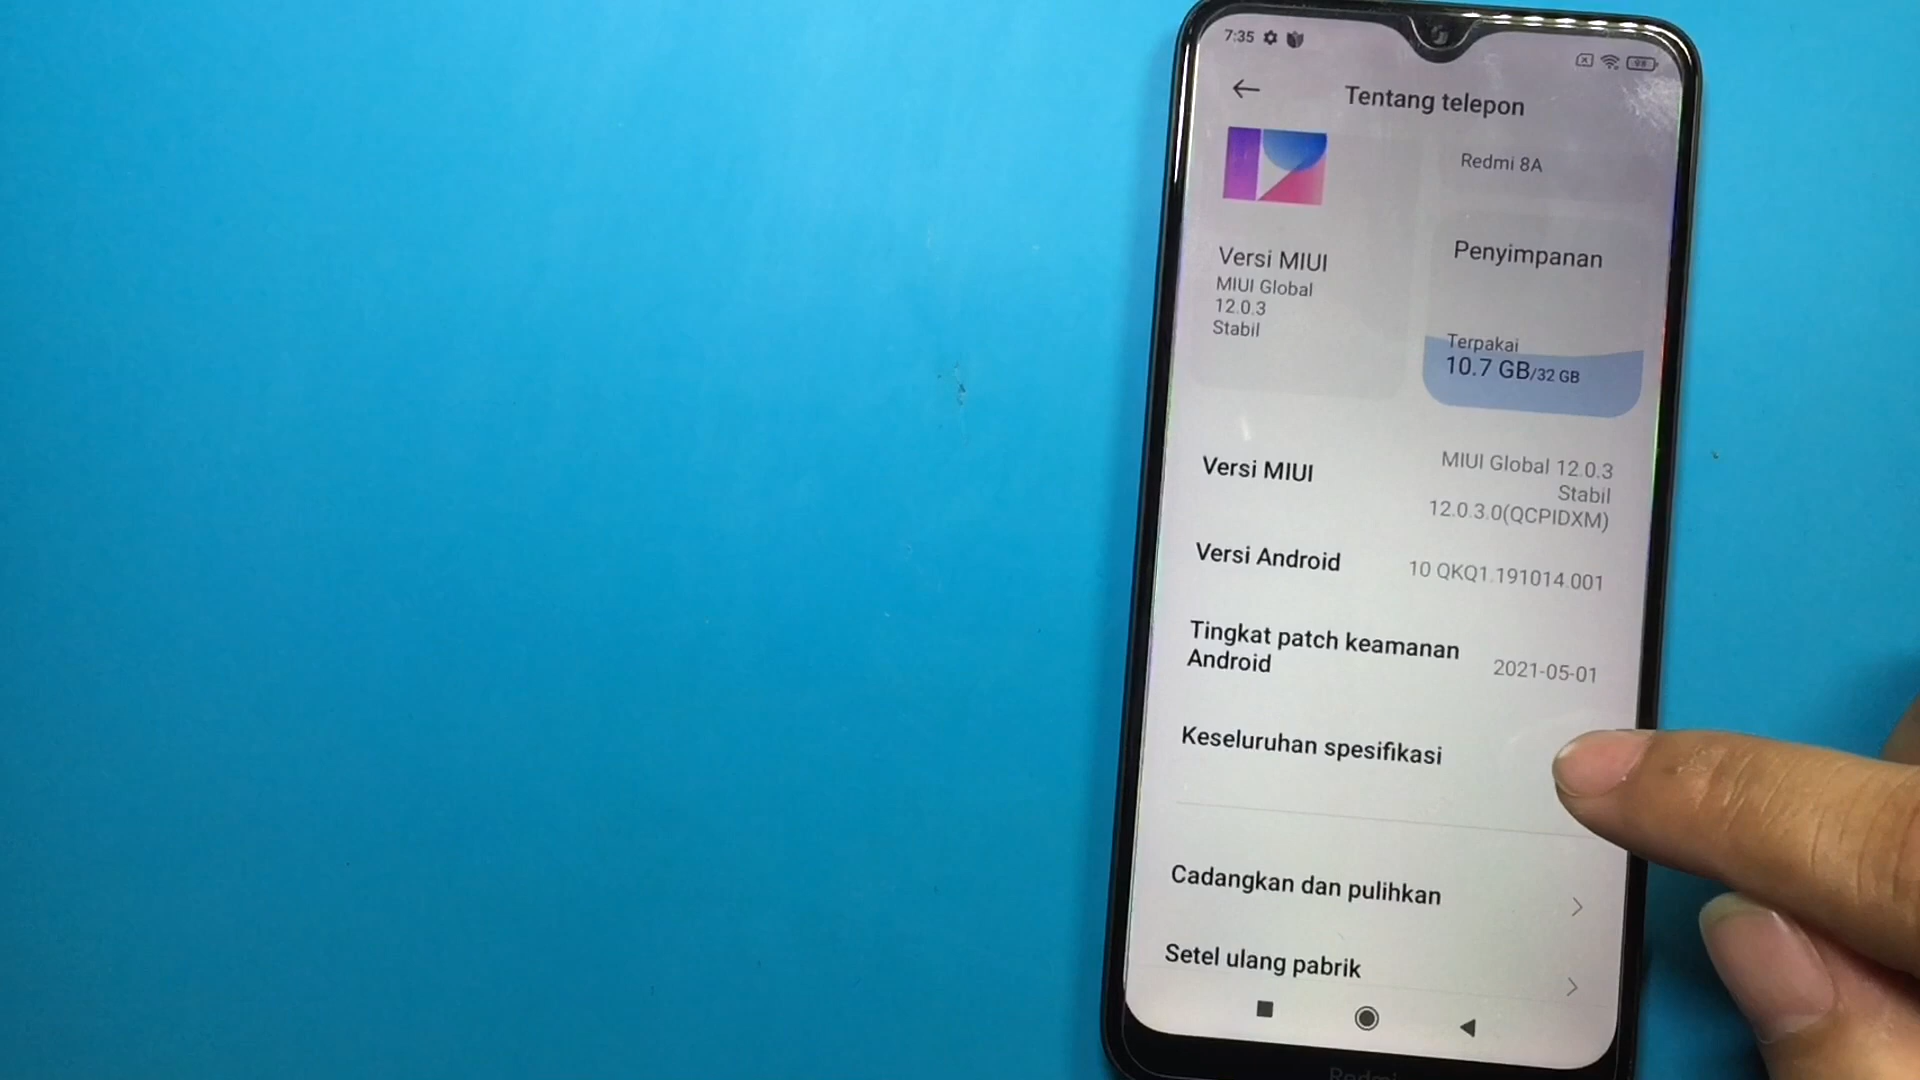 7:35
Tentang telepon
Redmi 8A
Versi MIUI
MIUI Global
12.0.3
Stabil
Penyimpanan
Terpakai
10.7 GB/32 GB
Versi MIUI
MIUI Global 12.0.3
Stabil
12.0.3.0(QCPIDXM)
Versi Android
10 QKQ1.191014.001
Tingkat patch keamanan
Android
2021-05-01
Keseluruhan spesifikasi
Cadangkan dan pulihkan
Setel ulang pabrik
Redmi